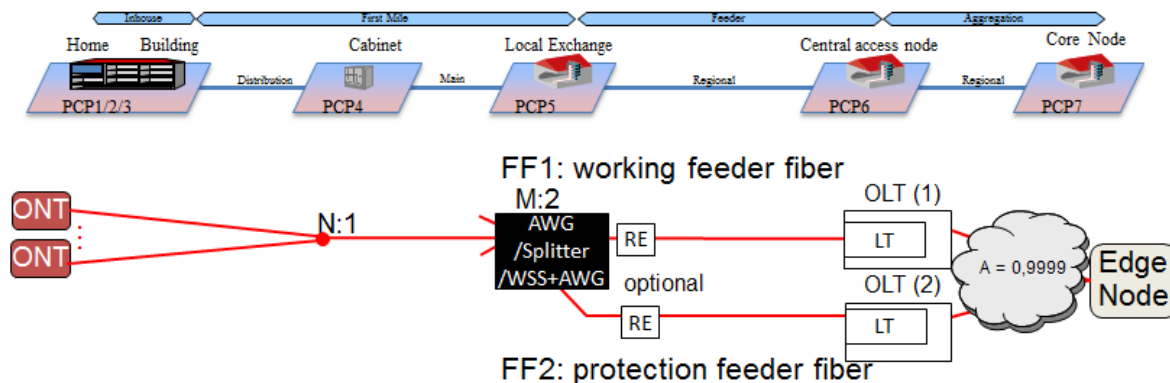 Inhouse First Mile Feeder Aggregation
Home Building Cabinet Local Exchange Central access node Core Node
Distribution Main Regional Regional
PCP1/2/3 PCP4 PCP5 PCP6 PCP7
FF1: working feeder fiber
M:2
OLT (1)
ONT
N:1
AWG
/Splitter
/WSS+AWG
RE
LT
ONT
optional
A = 0,9999
Edge
Node
OLT (2)
RE
LT
FF2: protection feeder fiber